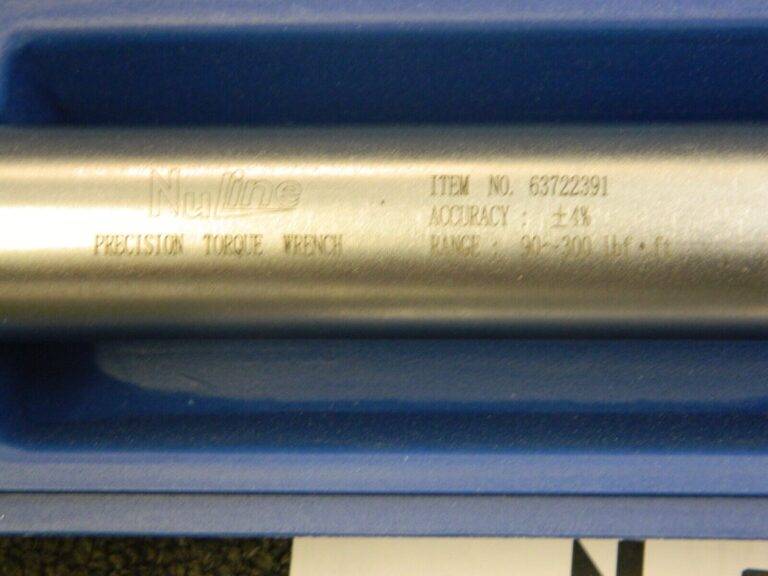 NuLine
PRECISION TORQUE WRENCH
ITEM NO. 63722391
ACCURACY : ±4%
RANGE : 90~300 lbf·ft
N